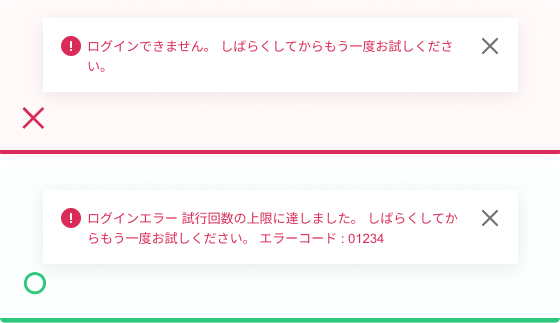 ログインできません。 しばらくしてからもう一度お試しくださ
い。
ログインエラー 試行回数の上限に達しました。 しばらくしてか
らもう一度お試しください。 エラーコード : 01234